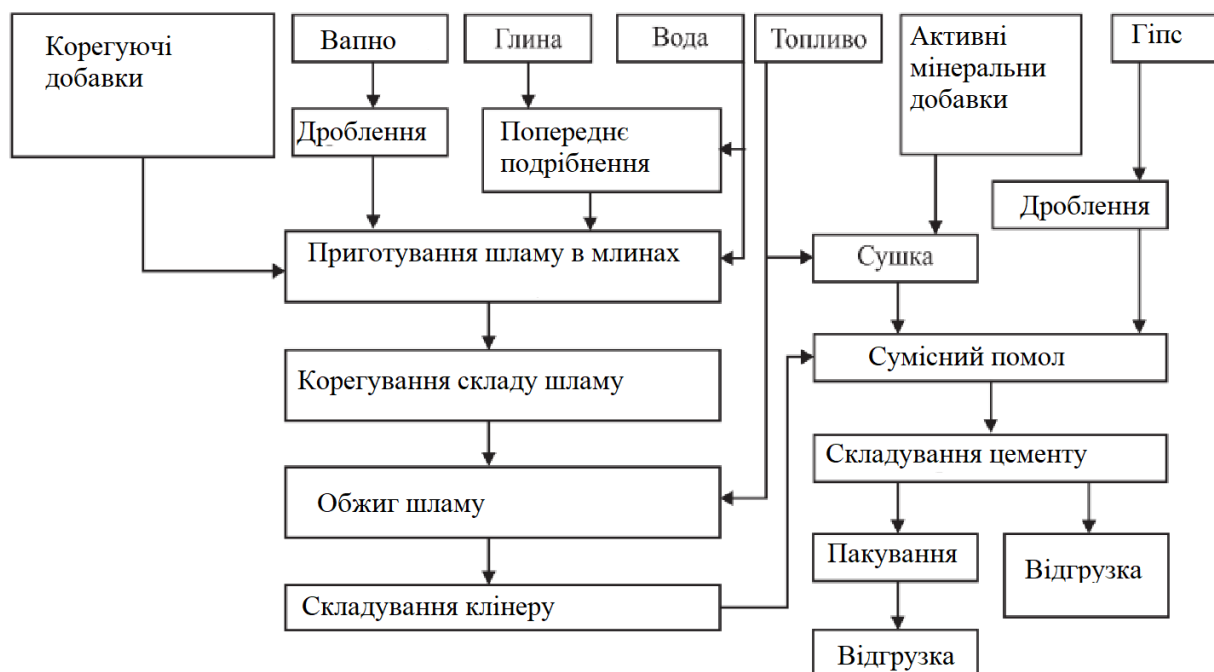 Корегуючі
добавки
Вапно
Глина
Вода
Топливо
Активні
мінеральни
добавки
Гіпс
Дроблення
Попереднє
подрібнення
Дроблення
Приготування шламу в млинах
Сушка
Корегування складу шламу
Сумісний помол
Складування цементу
Обжиг шламу
Пакування
Відгрузка
Складування клінеру
Відгрузка